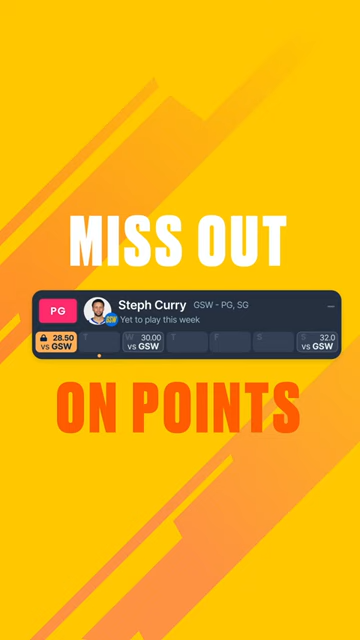 MISS OUT
PG
Steph Curry GSW - PG, SG
GSW
Yet to play this week
28.50 T W 30.00 T F S S 32.0
vs GSW vs GSW vs GSW
ON POINTS